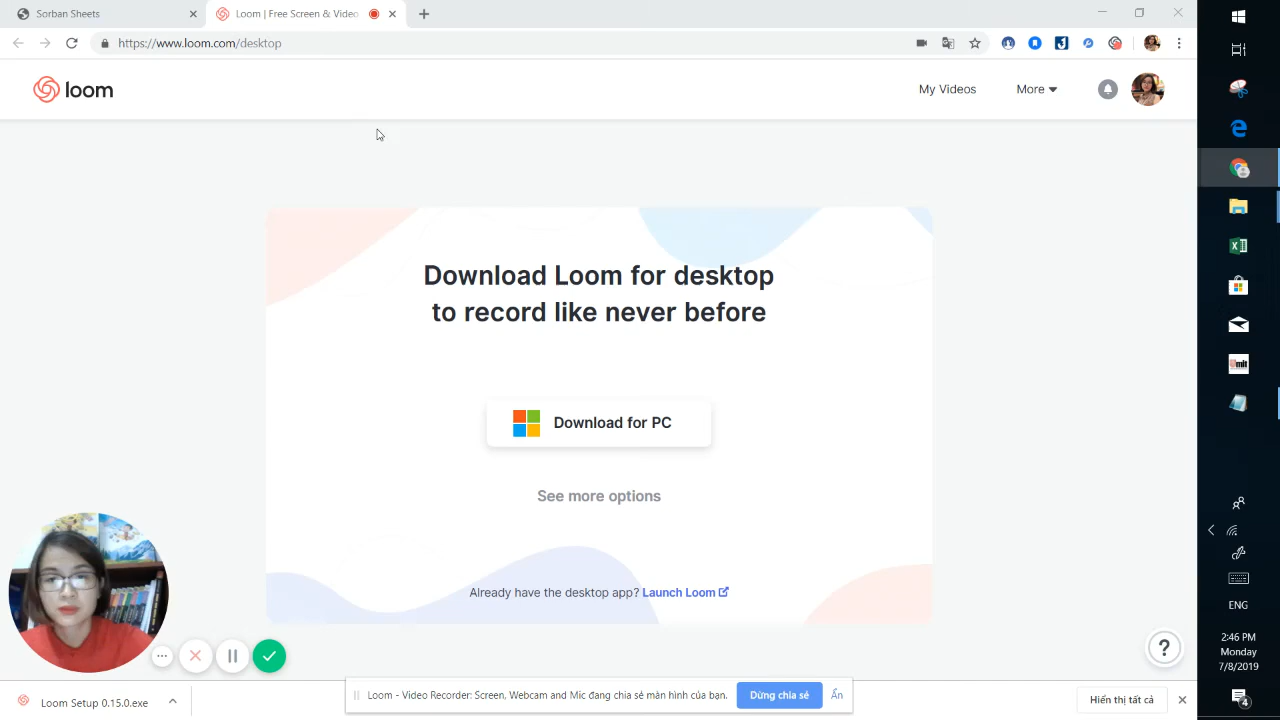 Sorban Sheets
Loom | Free Screen & Video
https://www.loom.com/desktop
loom
My Videos
More
Download Loom for desktop
to record like never before
Download for PC
See more options
Already have the desktop app? Launch Loom
?
Loom Setup 0.15.0.exe
Loom - Video Recorder: Screen, Webcam and Mic đang chia sẻ màn hình của bạn.
Dừng chia sẻ
Ẩn
Hiển thị tất cả
ENG
2:46 PM
Monday
7/8/2019
4